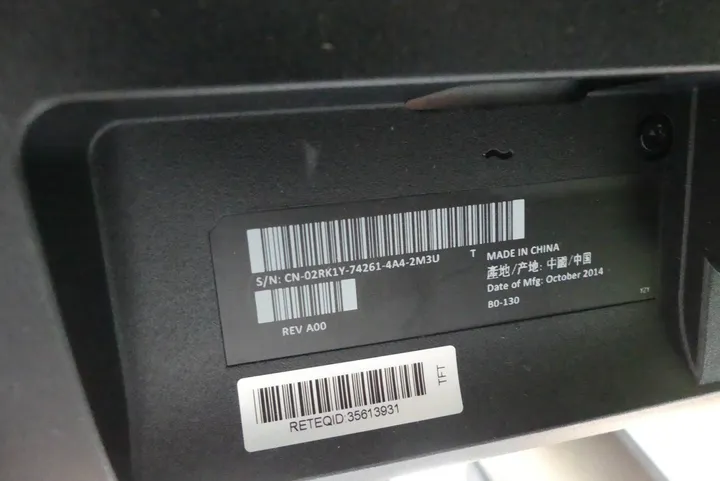 S/N: CN-02RK1Y-74261-4A4-2M3U
T
MADE IN CHINA
產地/产地: 中國/中国
Date of Mfg: October 2014
B0-130
REV A00
YZY
RETEQID:35613931
TFT